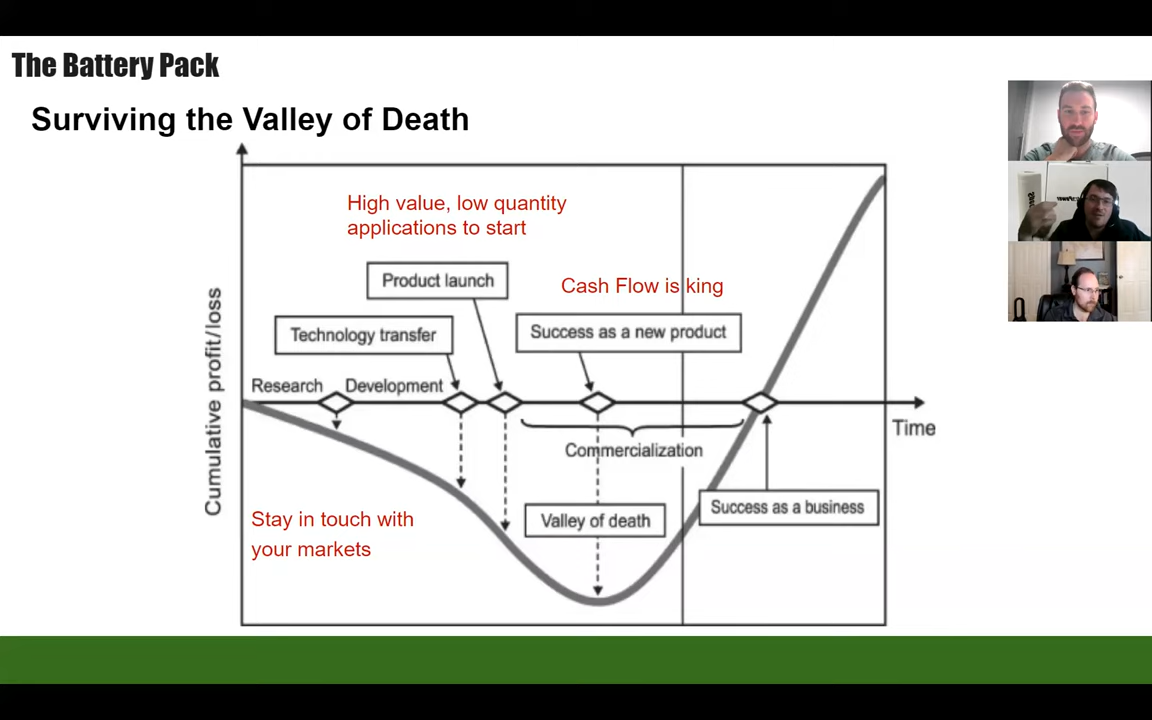 The Battery Pack
Surviving the Valley of Death
High value, low quantity
applications to start
Product launch
Cash Flow is king
Technology transfer
Success as a new product
Research
Development
Cumulative profit/loss
Time
Commercialization
Success as a business
Stay in touch with
your markets
Valley of death